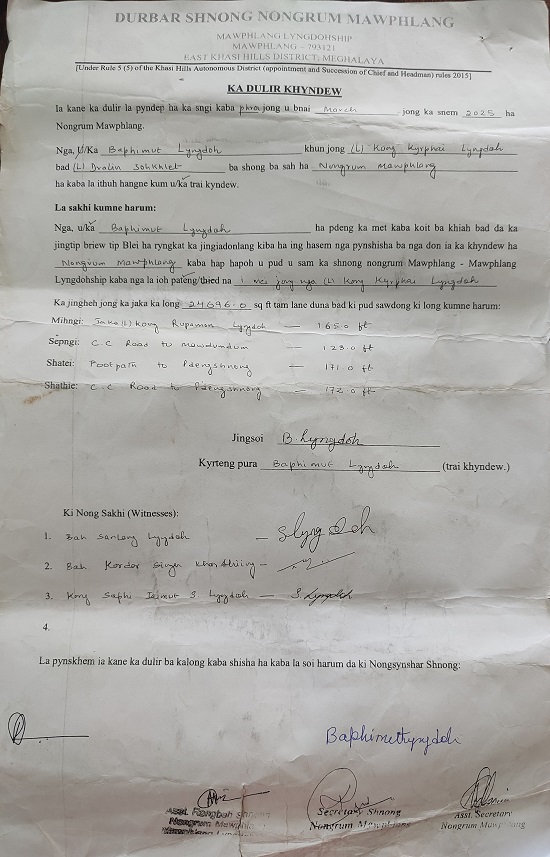 DURBAR SHNONG NONGRUM MAWPHLANG
MAWPHLANG LYNGDOHSHIP
MAWPHLANG – 793121
EAST KHASI HILLS DISTRICT, MEGHALAYA
[Under Rule 5 (5) of the Khasi Hills Autonomous District (appointment and Succession of Chief and Headman) rules 2015]
KA DULIR KHYNDEW
Ia kane ka dulir la pyndep ha ka sngi kaba phra jong u bnai March jong ka snem 2025 ha
Nongrum Mawphlang.
Nga, U/Ka Baphimut Lyngdoh khun jong (L) Kong Kyrphai Lyngdoh
bad (L) Dralin Sohkhlet ba shong ba sah ha Nongrum Mawphlang
ha kaba la ithuh hangne kum u/ka trai kyndew.
La sakhi kumne harum:
Nga, u/ka Baphimut Lyngdoh ha pdeng ka met kaba koit ba khiah bad da ka
jingtip briew tip Blei ha ryngkat ka jingiadonlang kiba ha ing hasem nga pynshisha ba nga don ia ka khyndew ha
Nongrum Mawphlang kaba hap hapoh u pud u sam ka shnong nongrum Mawphlang - Mawphlang
Lyngdohship kaba nga la ioh pateng/thied na i mei jong nga (L) Kong Kyrphai Lyngdoh
Ka jingheh jong ka jaka ka long 24696.0 sq ft tam lane duna bad ki pud sawdong ki long kumne harum:
Mihngi: Jaka (L) Kong Rupamon Lyngdoh — 165.0 ft
Sepngi: C.C Road to Mawdumdum — 123.0 ft
Shatei: Footpath to Pdengshnong — 171.0 ft
Shathie: C.C Road to Pdengshnong — 172.0 ft
Jingsoi B. Lyngdoh
Kyrteng pura Baphimut Lyngdoh (trai khyndew.)
Ki Nong Sakhi (Witnesses):
1. Bah Lyngdoh — Slyngdoh
2. Bah Kordor Singh —
3. Kong Saphi S. Lyngdoh — S. Lyngdoh
4.
La pynskhem ia kane ka dulir ba kalong kaba shisha ha kaba la soi harum da ki Nongsynshar Shnong:
Asst. Rangbah Shnong
Nongrum Mawphlang
Mawphlang Lyngdohship
Secretary Shnong
Nongrum Mawphlang
Asst. Secretary
Nongrum Mawphlang